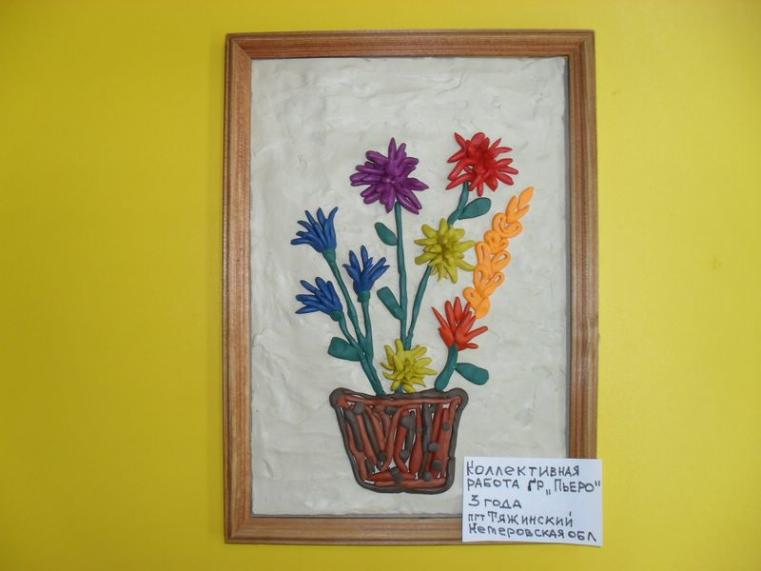 Коллективная
работа гр „Пьеро"
3 года
пгт Тяжинский
Кемеровская обл